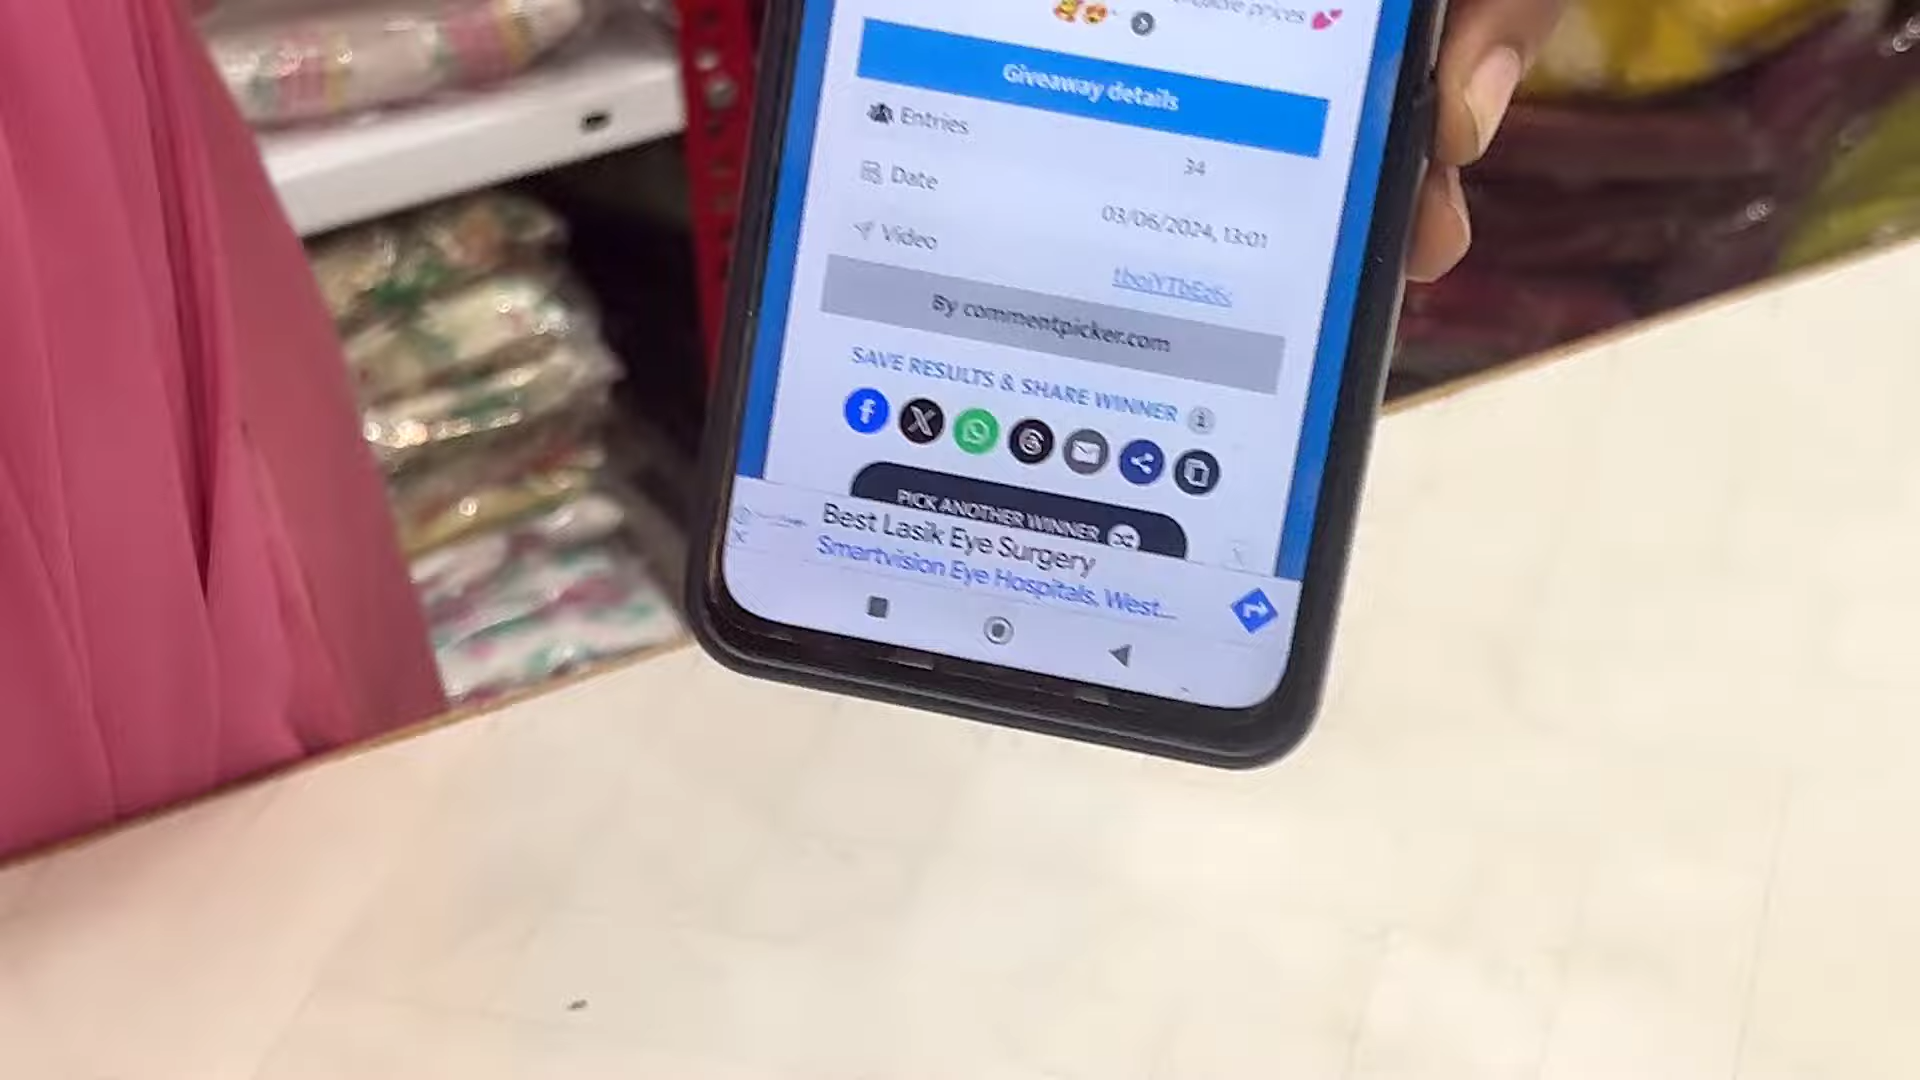 prices
Giveaway details
Entries
34
Date
03/06/2024, 13:01
Video
By commentpicker.com
SAVE RESULTS & SHARE WINNER
PICK ANOTHER WINNER
Best Lasik Eye Surgery
Smartvision Eye Hospitals, West...